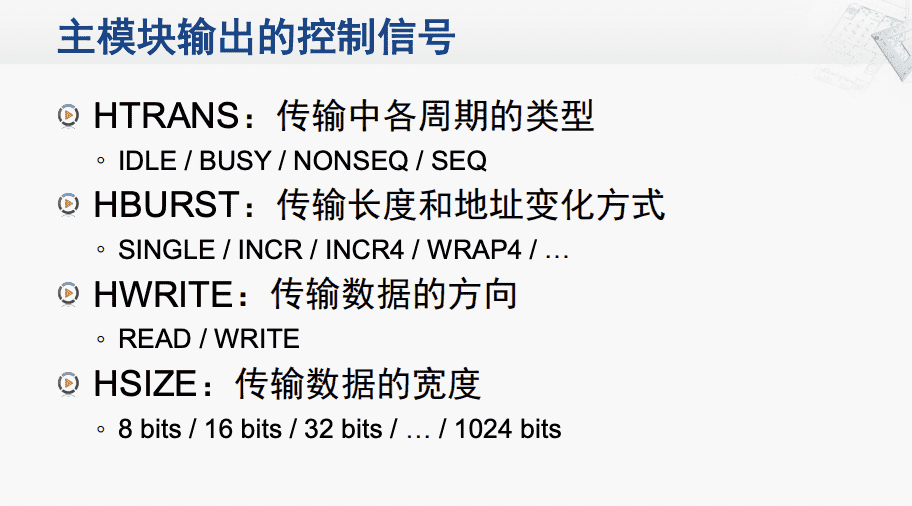 主模块输出的控制信号
HTRANS：传输中各周期的类型
IDLE / BUSY / NONSEQ / SEQ
HBURST：传输长度和地址变化方式
SINGLE / INCR / INCR4 / WRAP4 / …
HWRITE：传输数据的方向
READ / WRITE
HSIZE：传输数据的宽度
8 bits / 16 bits / 32 bits / … / 1024 bits